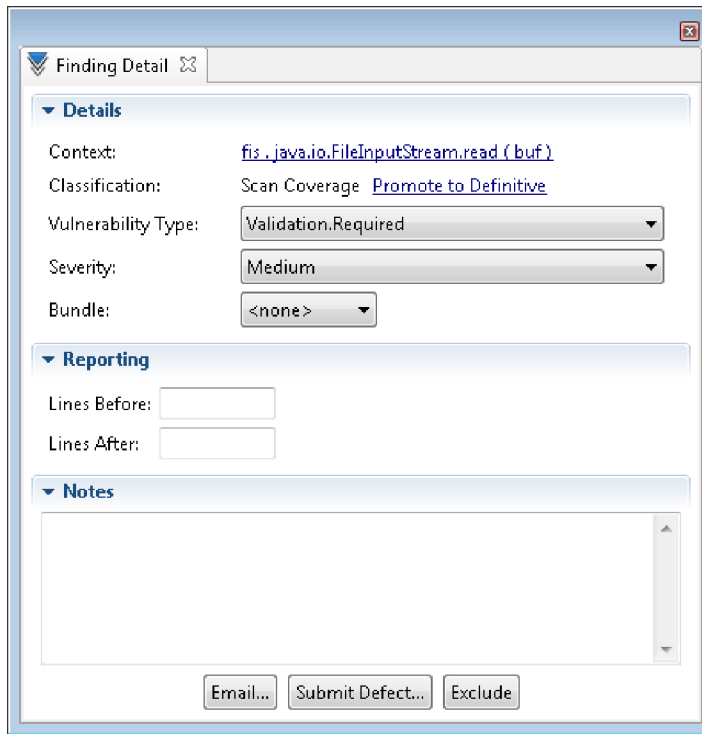 Finding Detail
Details
Context: fis . java.io.FileInputStream.read ( buf )
Classification: Scan Coverage Promote to Definitive
Vulnerability Type: Validation.Required
Severity: Medium
Bundle: <none>
Reporting
Lines Before:
Lines After:
Notes
Email... Submit Defect... Exclude